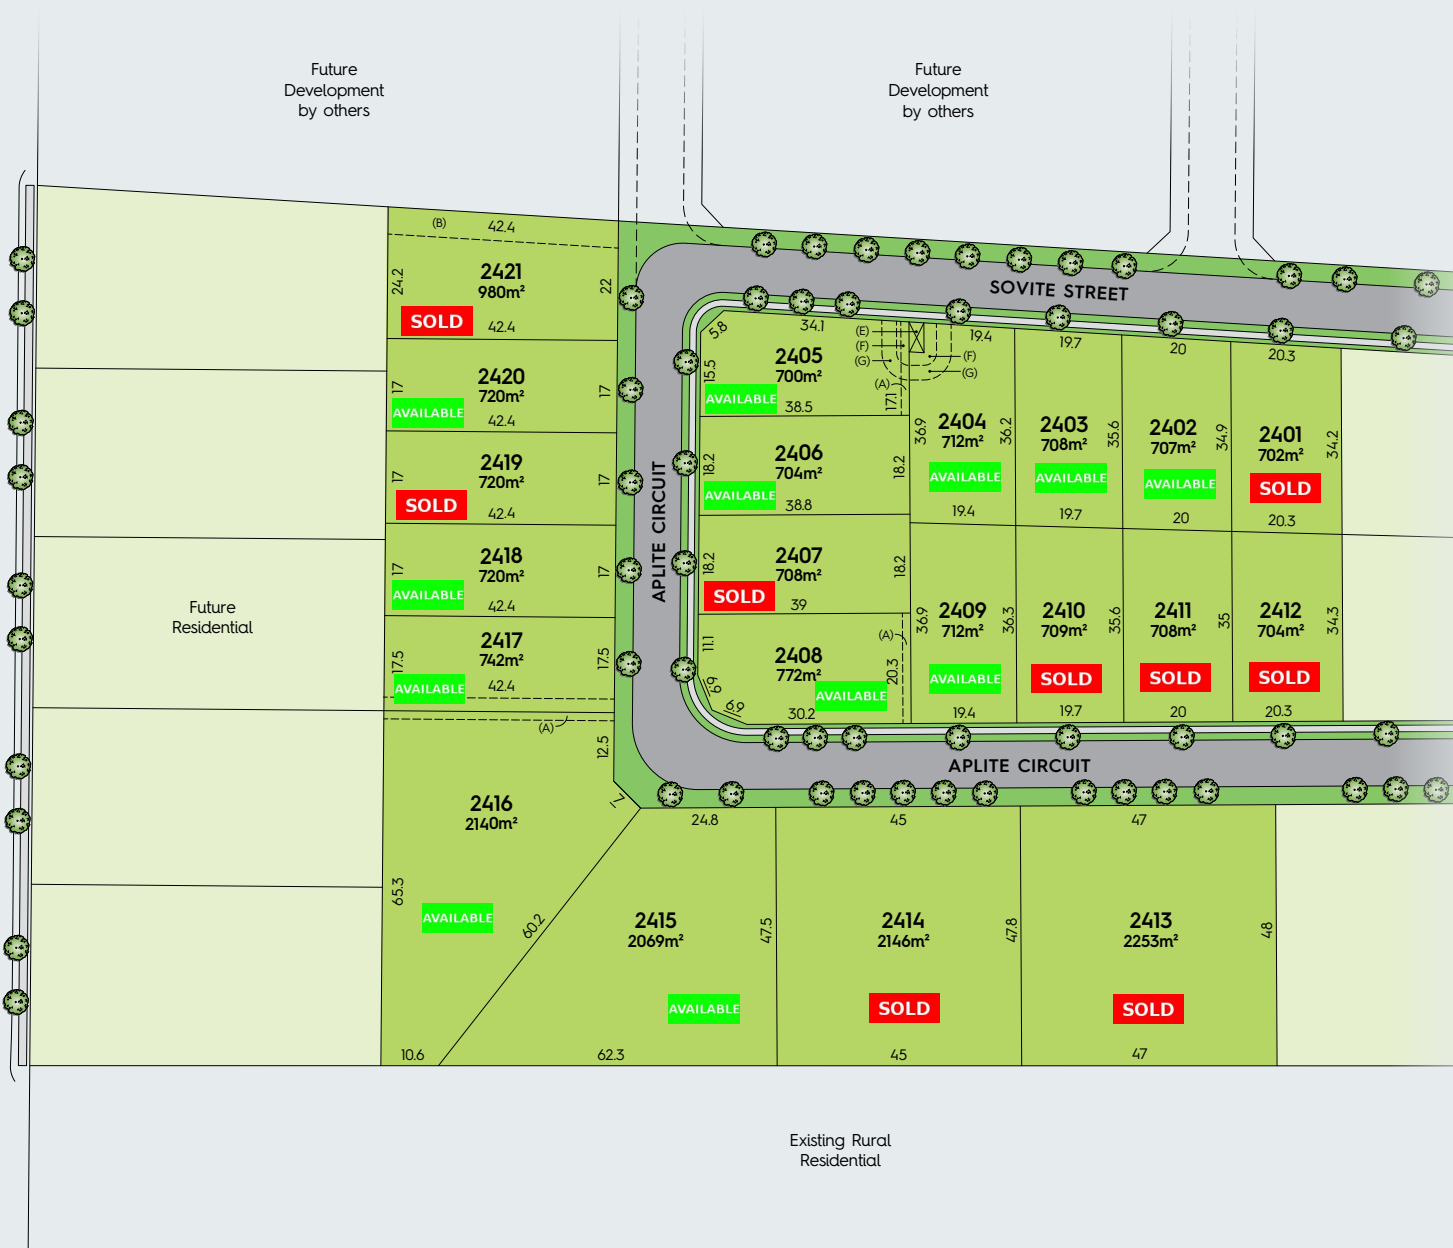 Future
Development
by others
Future
Development
by others
(B)
42.4
24.2
2421
980m²
22
SOLD
42.4
17
2420
720m²
17
AVAILABLE
42.4
17
2419
720m²
17
SOLD
42.4
17
2418
720m²
17
AVAILABLE
42.4
17.5
2417
742m²
17.5
AVAILABLE
42.4
(A)
12.5
7
2416
2140m²
65.3
AVAILABLE
60.2
10.6
Future
Residential
APLITE CIRCUIT
SOVITE STREET
5.8
34.1
15.5
2405
700m²
AVAILABLE
38.5
17.1
(E)
(F)
(G)
(A)
(F)
(G)
18.2
2406
704m²
18.2
AVAILABLE
38.8
18.2
2407
708m²
18.2
SOLD
39
11.1
2408
772m²
(A)
20.3
AVAILABLE
6.9
6.9
30.2
19.4
36.9
2404
712m²
36.2
AVAILABLE
19.4
19.7
2403
708m²
35.6
AVAILABLE
19.7
20
2402
707m²
34.9
AVAILABLE
20
20.3
2401
702m²
34.2
SOLD
20.3
36.9
2409
712m²
36.3
AVAILABLE
19.4
2410
709m²
35.6
SOLD
19.7
2411
708m²
35
SOLD
20
2412
704m²
34.3
SOLD
20.3
APLITE CIRCUIT
24.8
2415
2069m²
47.5
AVAILABLE
62.3
45
2414
2146m²
47.8
SOLD
45
47
2413
2253m²
48
SOLD
47
Existing Rural
Residential